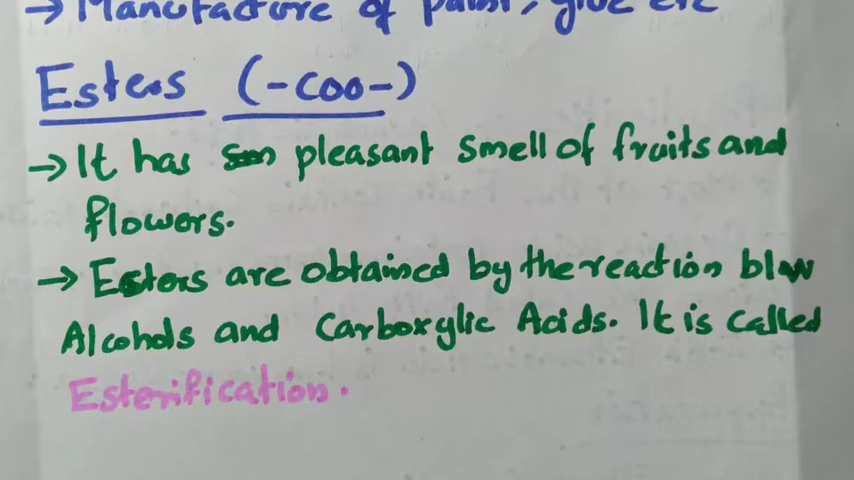 → Manufacture of paint, glue etc
Esters (-COO-)
→ It has pleasant smell of fruits and
flowers.
→ Esters are obtained by the reaction b/w
Alcohols and Carboxylic Acids. It is called
Esterification.